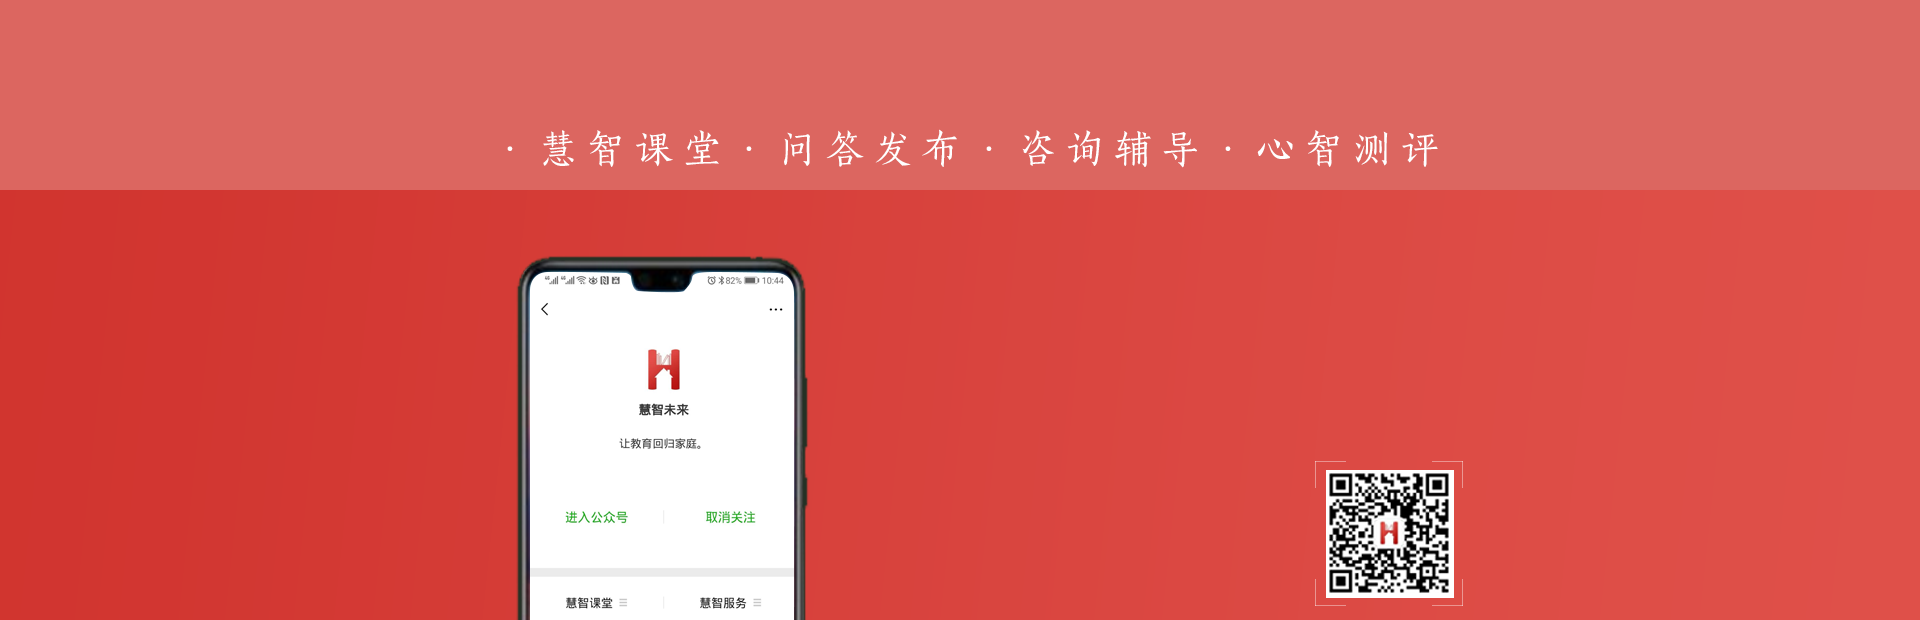 ·慧智课堂·问答发布·咨询辅导·心智测评
82% 10:44
慧智未来
让教育回归家庭。
进入公众号 取消关注
慧智课堂 慧智服务